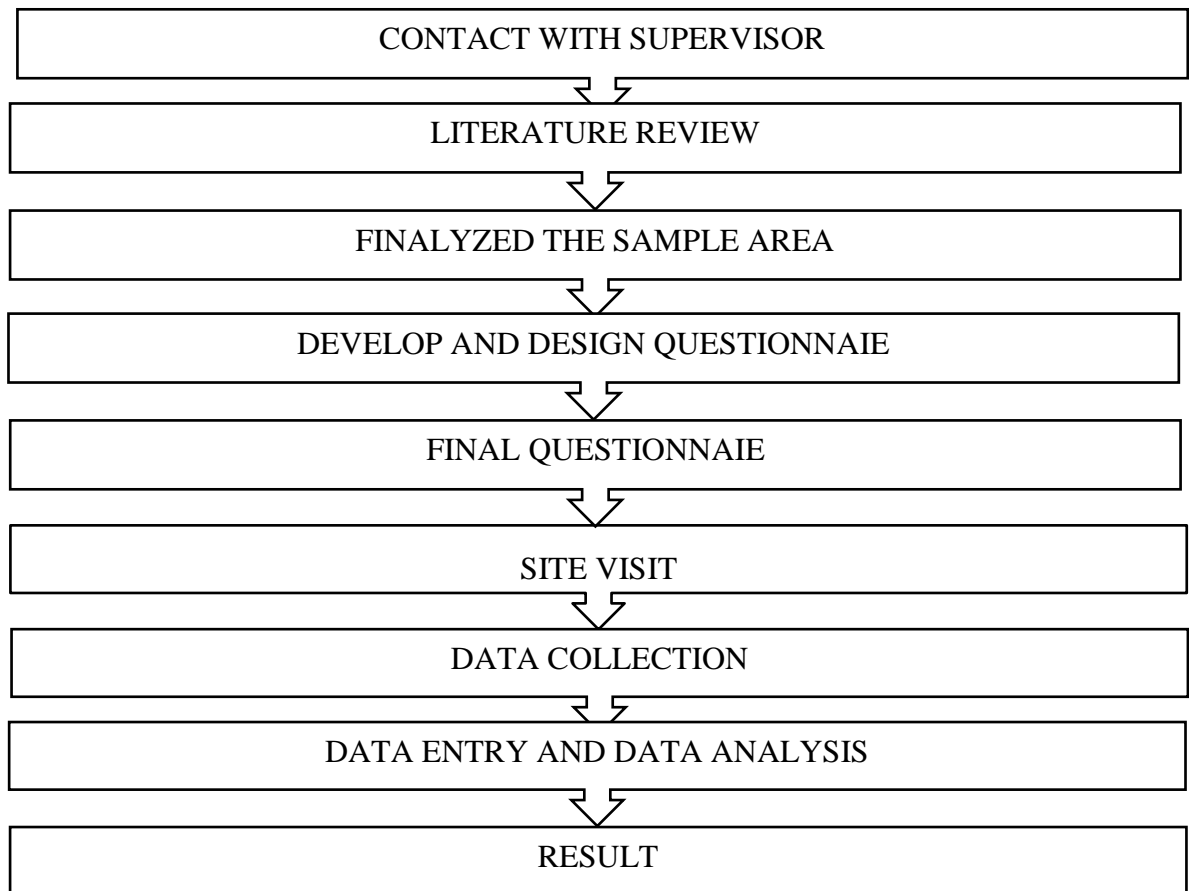 CONTACT WITH SUPERVISOR
LITERATURE REVIEW
FINALYZED THE SAMPLE AREA
DEVELOP AND DESIGN QUESTIONNAIE
FINAL QUESTIONNAIE
SITE VISIT
DATA COLLECTION
DATA ENTRY AND DATA ANALYSIS
RESULT